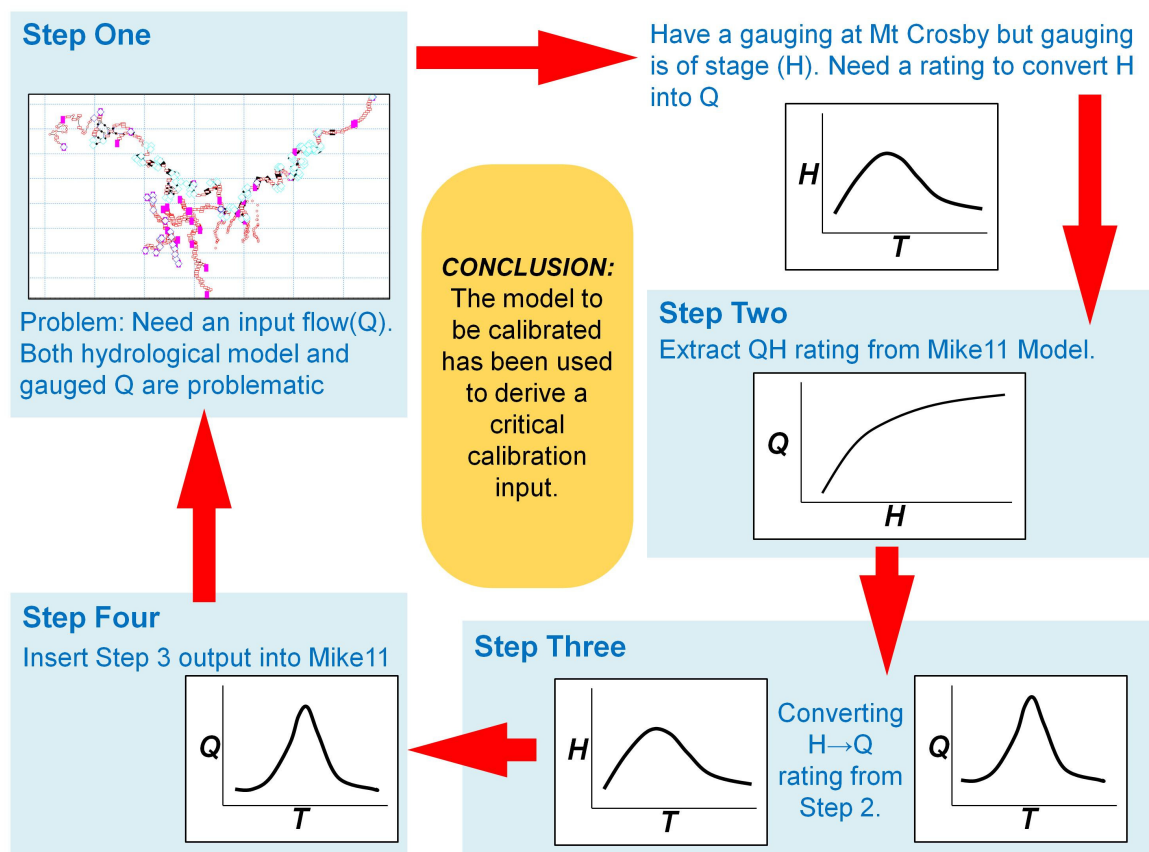 Step One
Problem: Need an input flow(Q).
Both hydrological model and
gauged Q are problematic
Have a gauging at Mt Crosby but gauging
is of stage (H). Need a rating to convert H
into Q
H
T
Step Two
Extract QH rating from Mike11 Model.
Q
H
Step Three
H
T
Converting
H→Q
rating from
Step 2.
Q
T
Step Four
Insert Step 3 output into Mike11
Q
T
CONCLUSION:
The model to
be calibrated
has been used
to derive a
critical
calibration
input.